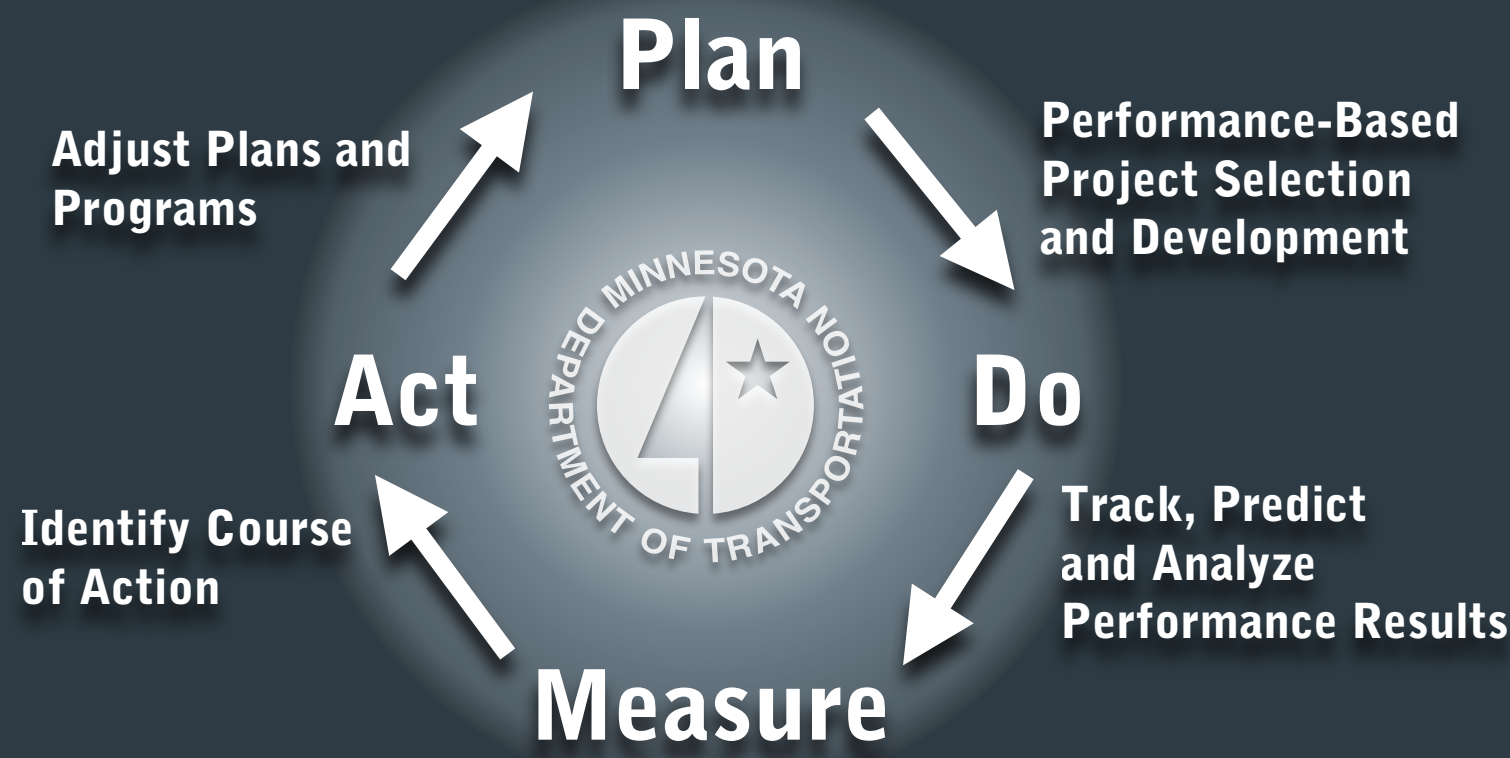 Plan
Performance-Based
Project Selection
and Development
Do
Track, Predict
and Analyze
Performance Results
Measure
Identify Course
of Action
Act
Adjust Plans and
Programs
MINNESOTA
DEPARTMENT OF TRANSPORTATION